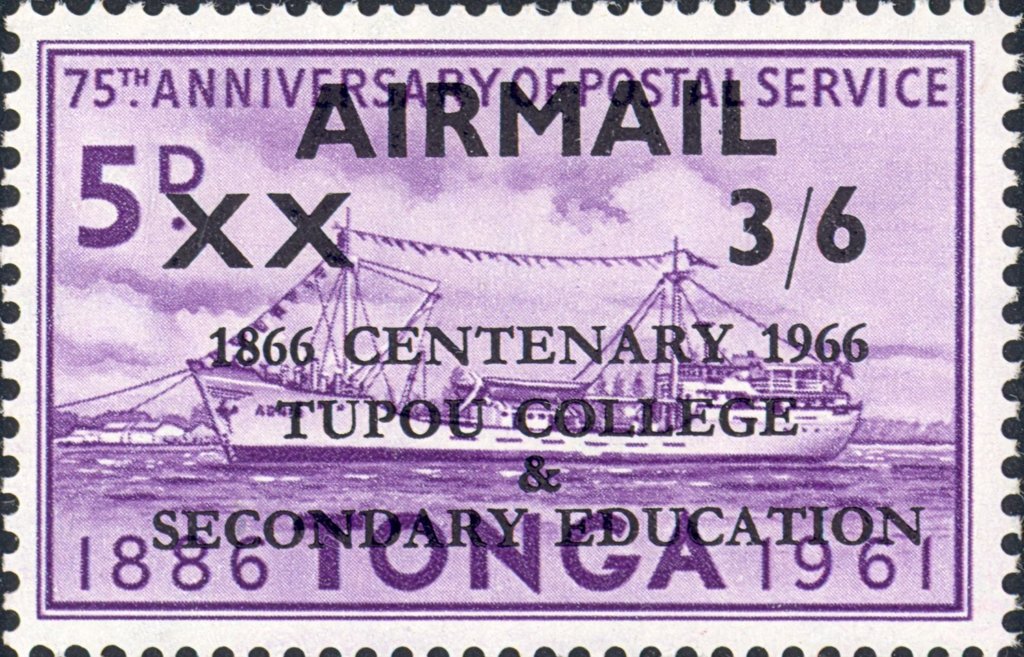 75TH ANNIVERSARY OF POSTAL SERVICE
AIRMAIL
5D.
XX 3/6
1866 CENTENARY 1966
TUPOU COLLEGE
&
SECONDARY EDUCATION
1886 TONGA 1961